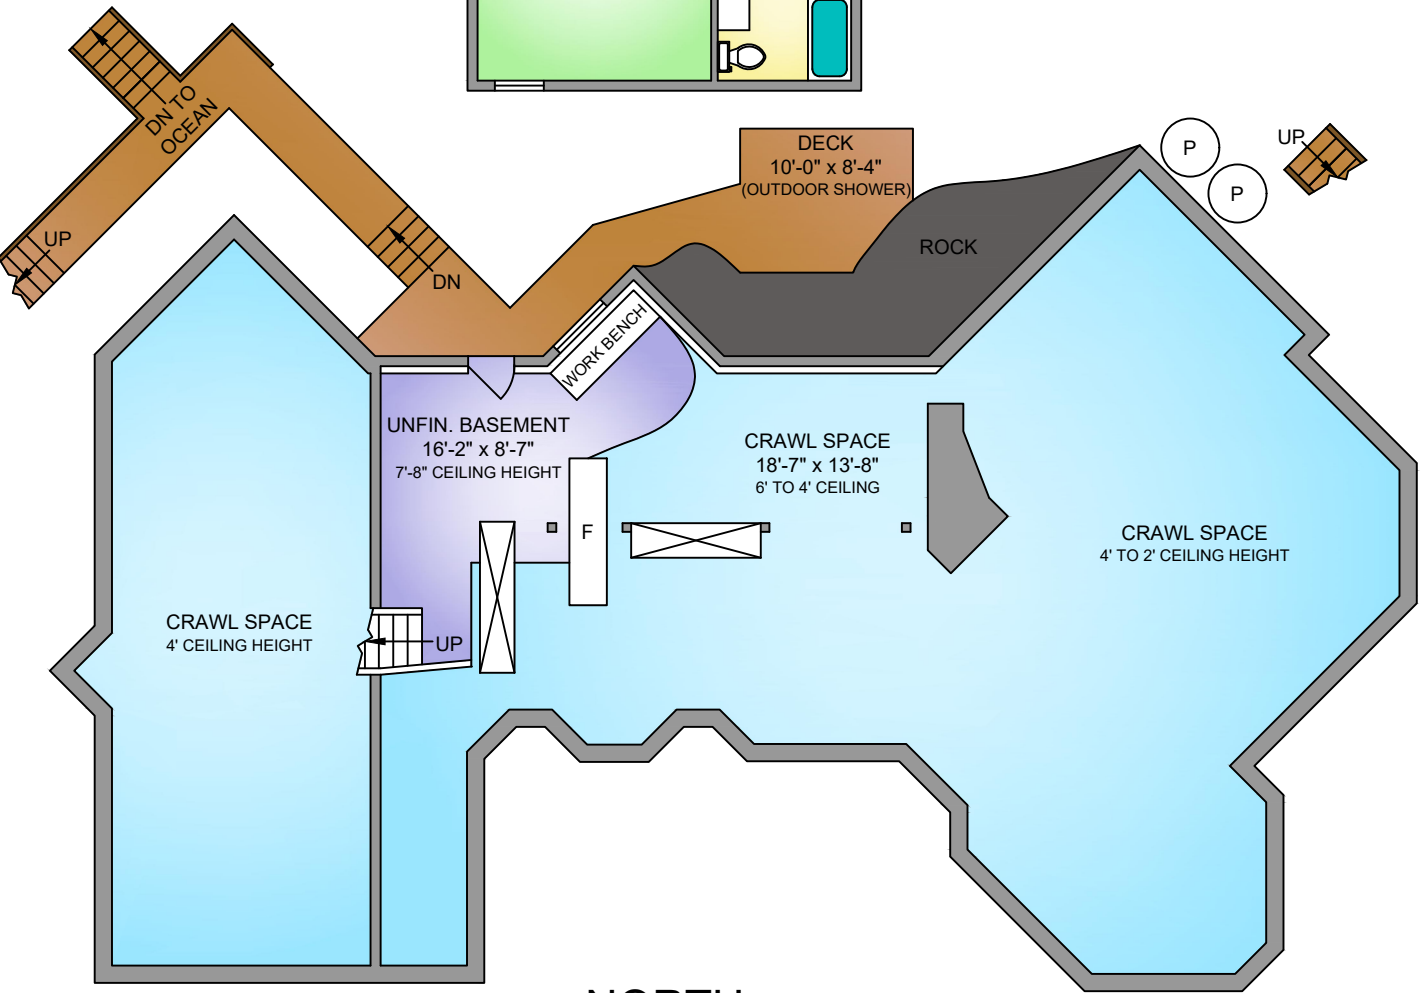 DN TO
OCEAN
UP
DN
DECK
10'-0" x 8'-4"
(OUTDOOR SHOWER)
P
P
UP
ROCK
WORK BENCH
UNFIN. BASEMENT
16'-2" x 8'-7"
7'-8" CEILING HEIGHT
CRAWL SPACE
18'-7" x 13'-8"
6' TO 4' CEILING
F
CRAWL SPACE
4' TO 2' CEILING HEIGHT
CRAWL SPACE
4' CEILING HEIGHT
UP
NORTH